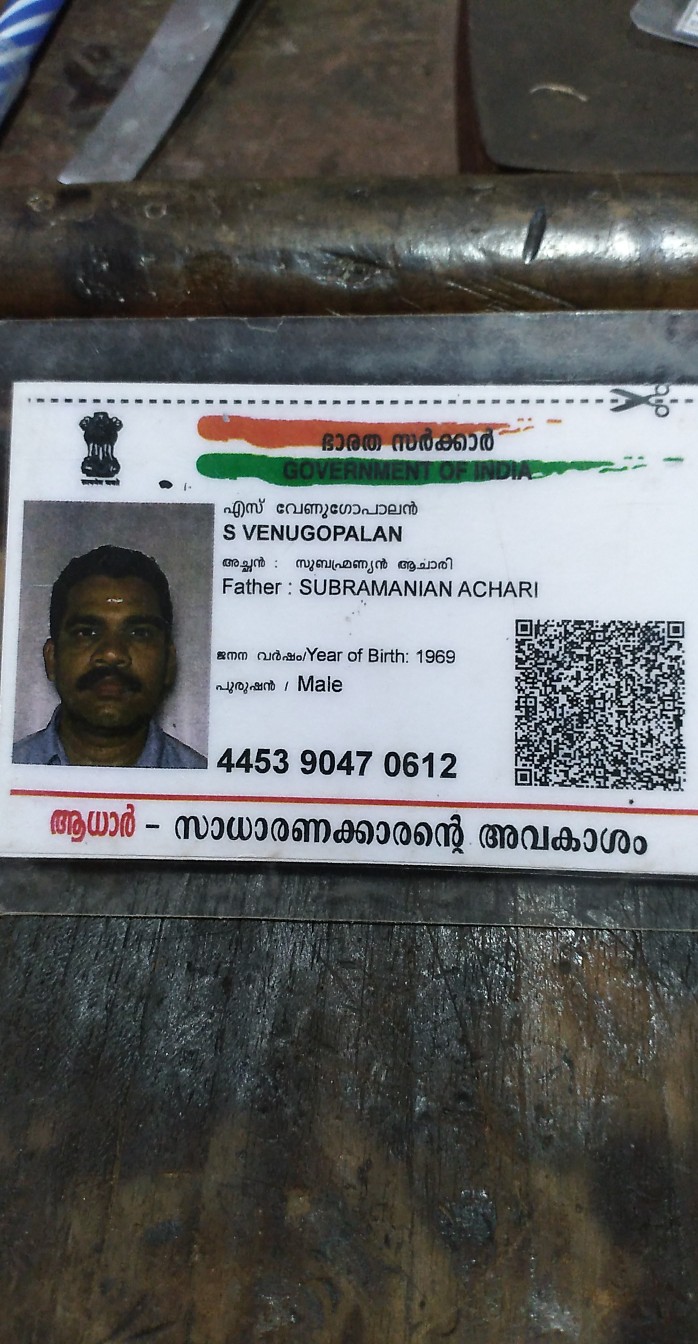 ഭാരത സർക്കാർ
GOVERNMENT OF INDIA
എസ് വേണുഗോപാലൻ
S VENUGOPALAN
അച്ഛൻ : സുബഹ്മണ്യൻ ആചാരി
Father : SUBRAMANIAN ACHARI
ജനന വർഷം/Year of Birth: 1969
പുരുഷൻ / Male
4453 9047 0612
ആധാർ – സാധാരണക്കാരന്റെ അവകാശം